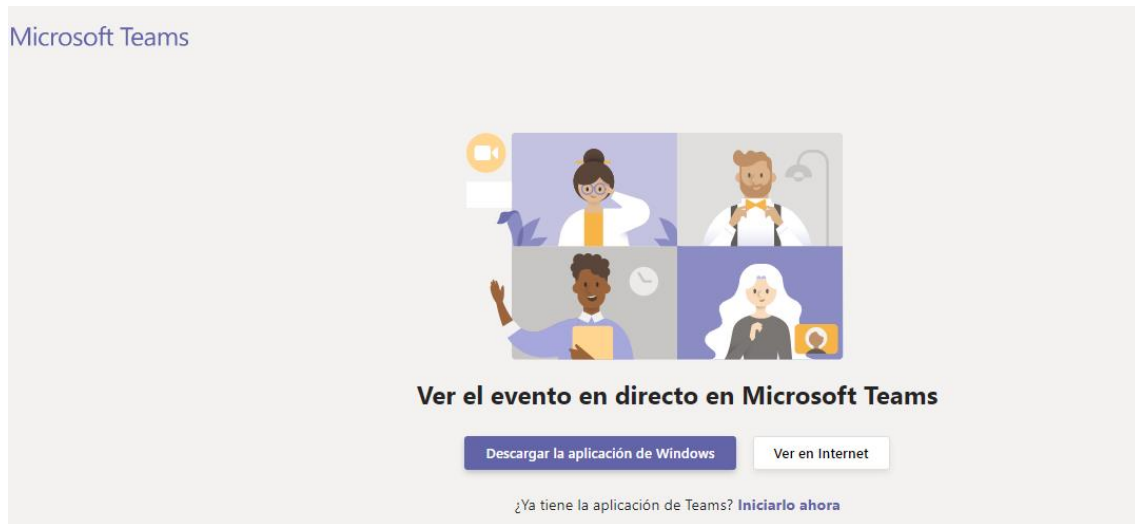 Microsoft Teams
Ver el evento en directo en Microsoft Teams
Descargar la aplicación de Windows
Ver en Internet
¿Ya tiene la aplicación de Teams? Iniciarlo ahora